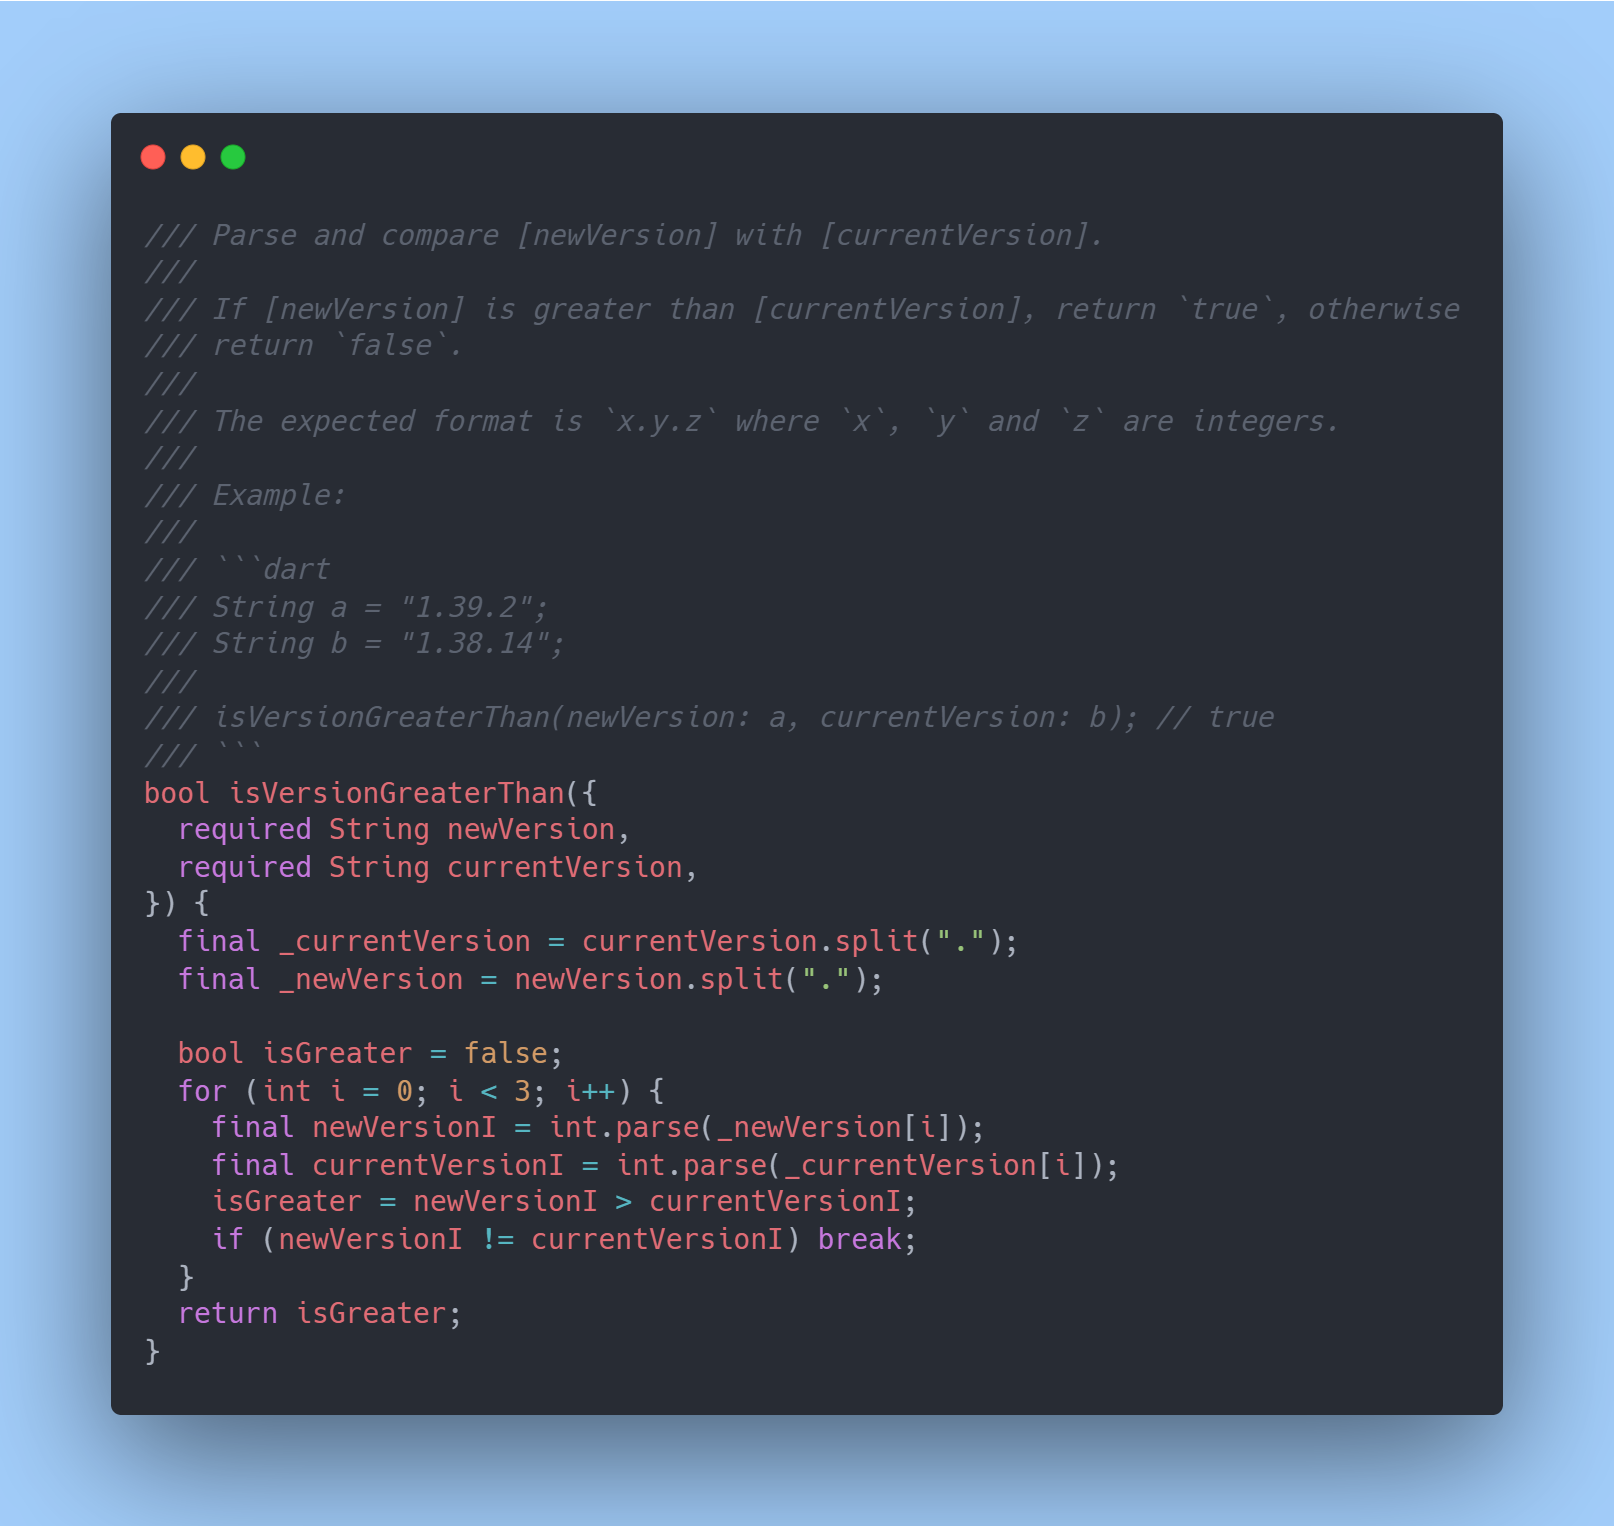 /// Parse and compare [newVersion] with [currentVersion].
///
/// If [newVersion] is greater than [currentVersion], return `true`, otherwise
/// return `false`.
///
/// The expected format is `x.y.z` where `x`, `y` and `z` are integers.
///
/// Example:
///
/// ```dart
/// String a = "1.39.2";
/// String b = "1.38.14";
///
/// isVersionGreaterThan(newVersion: a, currentVersion: b); // true
/// ```
bool isVersionGreaterThan({
  required String newVersion,
  required String currentVersion,
}) {
  final _currentVersion = currentVersion.split(".");
  final _newVersion = newVersion.split(".");

  bool isGreater = false;
  for (int i = 0; i < 3; i++) {
    final newVersionI = int.parse(_newVersion[i]);
    final currentVersionI = int.parse(_currentVersion[i]);
    isGreater = newVersionI > currentVersionI;
    if (newVersionI != currentVersionI) break;
  }
  return isGreater;
}